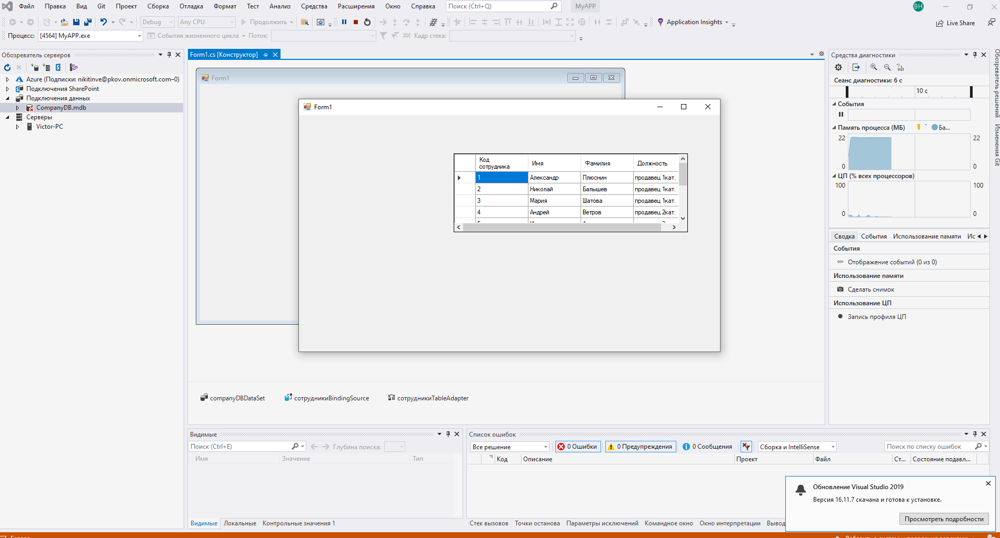 Файл Правка Вид Git Проект Сборка Отладка Формат Тест Анализ Средства Расширения Окно Справка Поиск (Ctrl+Q) MyAPP BH
Debug Any CPU Продолжить Application Insights Live Share
Процесс: [4564] MyAPP.exe События жизненного цикла Поток: Кадр стека:
Обозреватель серверов
Azure (Подписки: nikitinve@pkov.onmicrosoft.com–0)
Подключения SharePoint
Подключения данных
CompanyDB.mdb
Серверы
Victor-PC
Form1.cs [Конструктор]
Form1
Form1
Код сотрудника Имя Фамилия Должность
1 Александр Плюснин продавец 1кат.
2 Николай Балышев продавец 1кат.
3 Мария Шатова продавец 1кат.
4 Андрей Ветров продавец 2кат.
companyDBDataSet сотрудникиBindingSource сотрудникиTableAdapter
Средства диагностики
Сеанс диагностики: 6 с
10 с
События
Память процесса (МБ) Ба...
22 22
0 0
ЦП (% всех процессоров)
100 100
0 0
Сводка События Использование памяти Ис
События
Отображение событий (0 из 0)
Использование памяти
Сделать снимок
Использование ЦП
Запись профиля ЦП
Обозреватель решений
Изменения Git
Видимые
Поиск (Ctrl+E) Глубина поиска:
Имя Значение Тип
Видимые Локальные Контрольные значения 1
Список ошибок
Все решение 0 Ошибки 0 Предупреждения 0 Сообщения Сборка и IntelliSense Поиск по списку ошибок
Код Описание Проект Файл Ст... Состояние подавл...
Стек вызовов Точки останова Параметры исключений Командное окно Окно интерпретации Вывод
Обновление Visual Studio 2019
Версия 16.11.7 скачана и готова к установке.
Просмотреть подробности